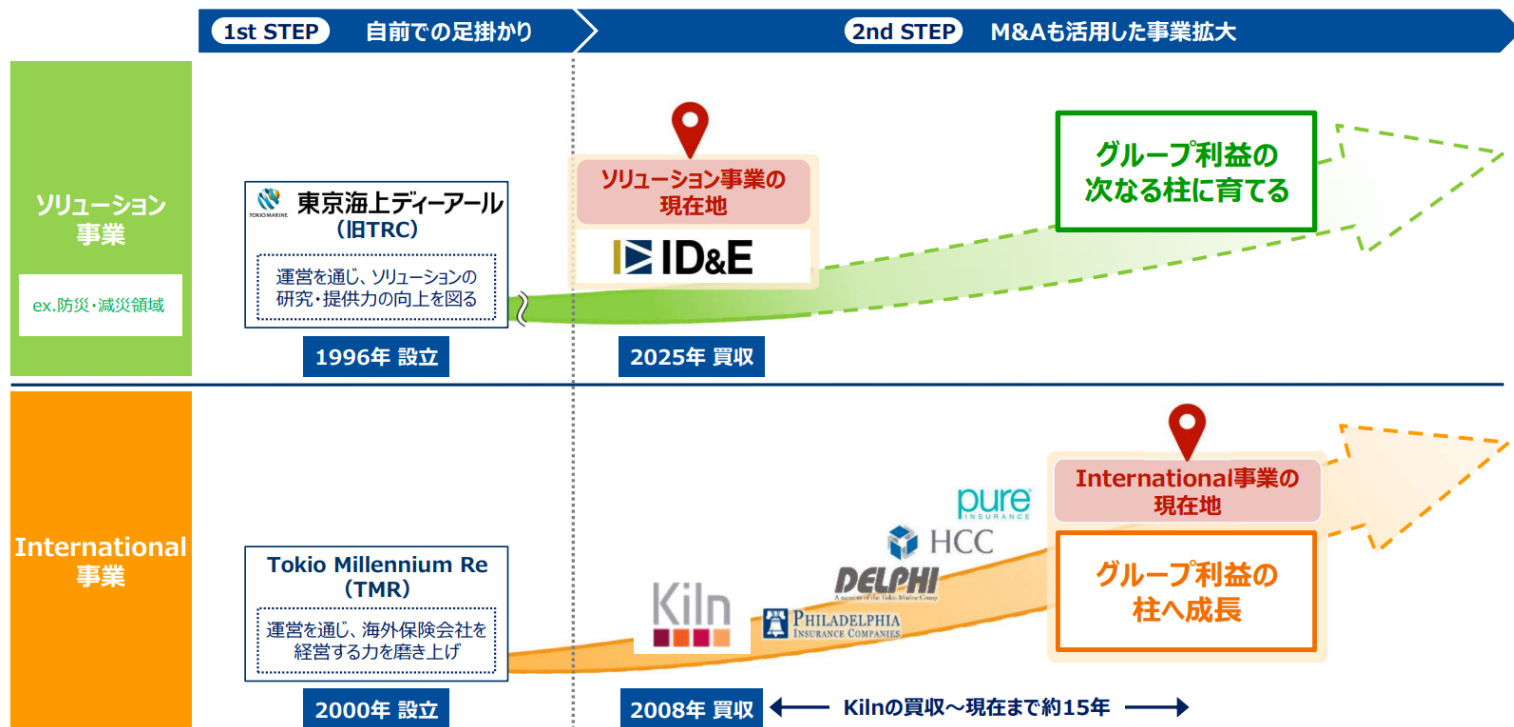 1st STEP 自前での足掛かり
2nd STEP M&Aも活用した事業拡大
ソリューション
事業
ex.防災・減災領域
TOKIO MARINE
東京海上ディーアール
（旧TRC）
運営を通じ、ソリューションの
研究・提供力の向上を図る
1996年 設立
ソリューション事業の
現在地
ID&E
2025年 買収
グループ利益の
次なる柱に育てる
International
事業
Tokio Millennium Re
（TMR）
運営を通じ、海外保険会社を
経営する力を磨き上げ
2000年 設立
Kiln
2008年 買収
PHILADELPHIA
INSURANCE COMPANIES
DELPHI
A member of the Tokio Marine Group
HCC
pure
INSURANCE
International事業の
現在地
グループ利益の
柱へ成長
Kilnの買収～現在まで約15年